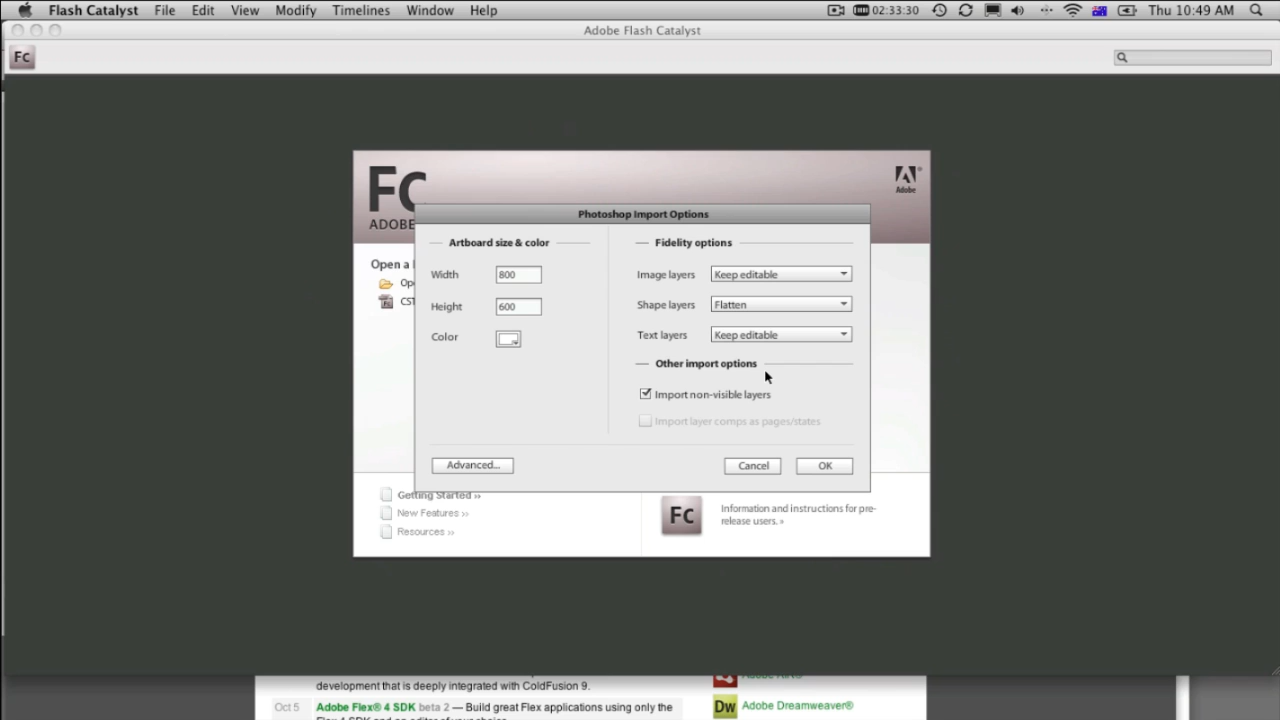 Flash Catalyst File Edit View Modify Timelines Window Help 02:33:30 Thu 10:49 AM
Adobe Flash Catalyst
Fc
Fc
Adobe
ADOBE
Photoshop Import Options
Artboard size & color
Width 800
Height 600
Color
Fidelity options
Image layers Keep editable
Shape layers Flatten
Text layers Keep editable
Other import options
Import non-visible layers
Import layer comps as pages/states
Advanced... Cancel OK
Open a
Getting Started »
New Features »
Resources »
Fc
Information and instructions for pre-
release users. »
development that is deeply integrated with ColdFusion 9.
Oct 5 Adobe Flex® 4 SDK beta 2 — Build great Flex applications using only the
Dw Adobe Dreamweaver®